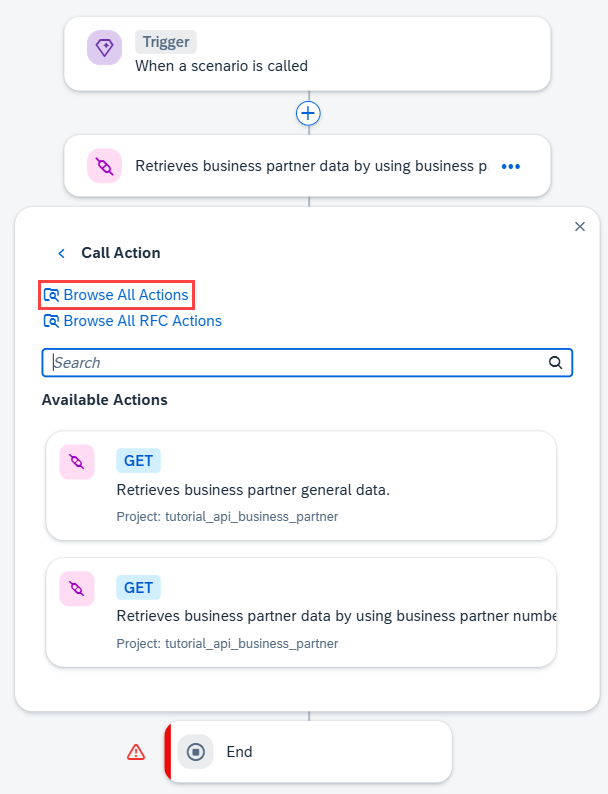 Trigger
When a scenario is called
Retrieves business partner data by using business p
Call Action
Browse All Actions
Browse All RFC Actions
Search
Available Actions
GET
Retrieves business partner general data.
Project: tutorial_api_business_partner
GET
Retrieves business partner data by using business partner numbe
Project: tutorial_api_business_partner
End